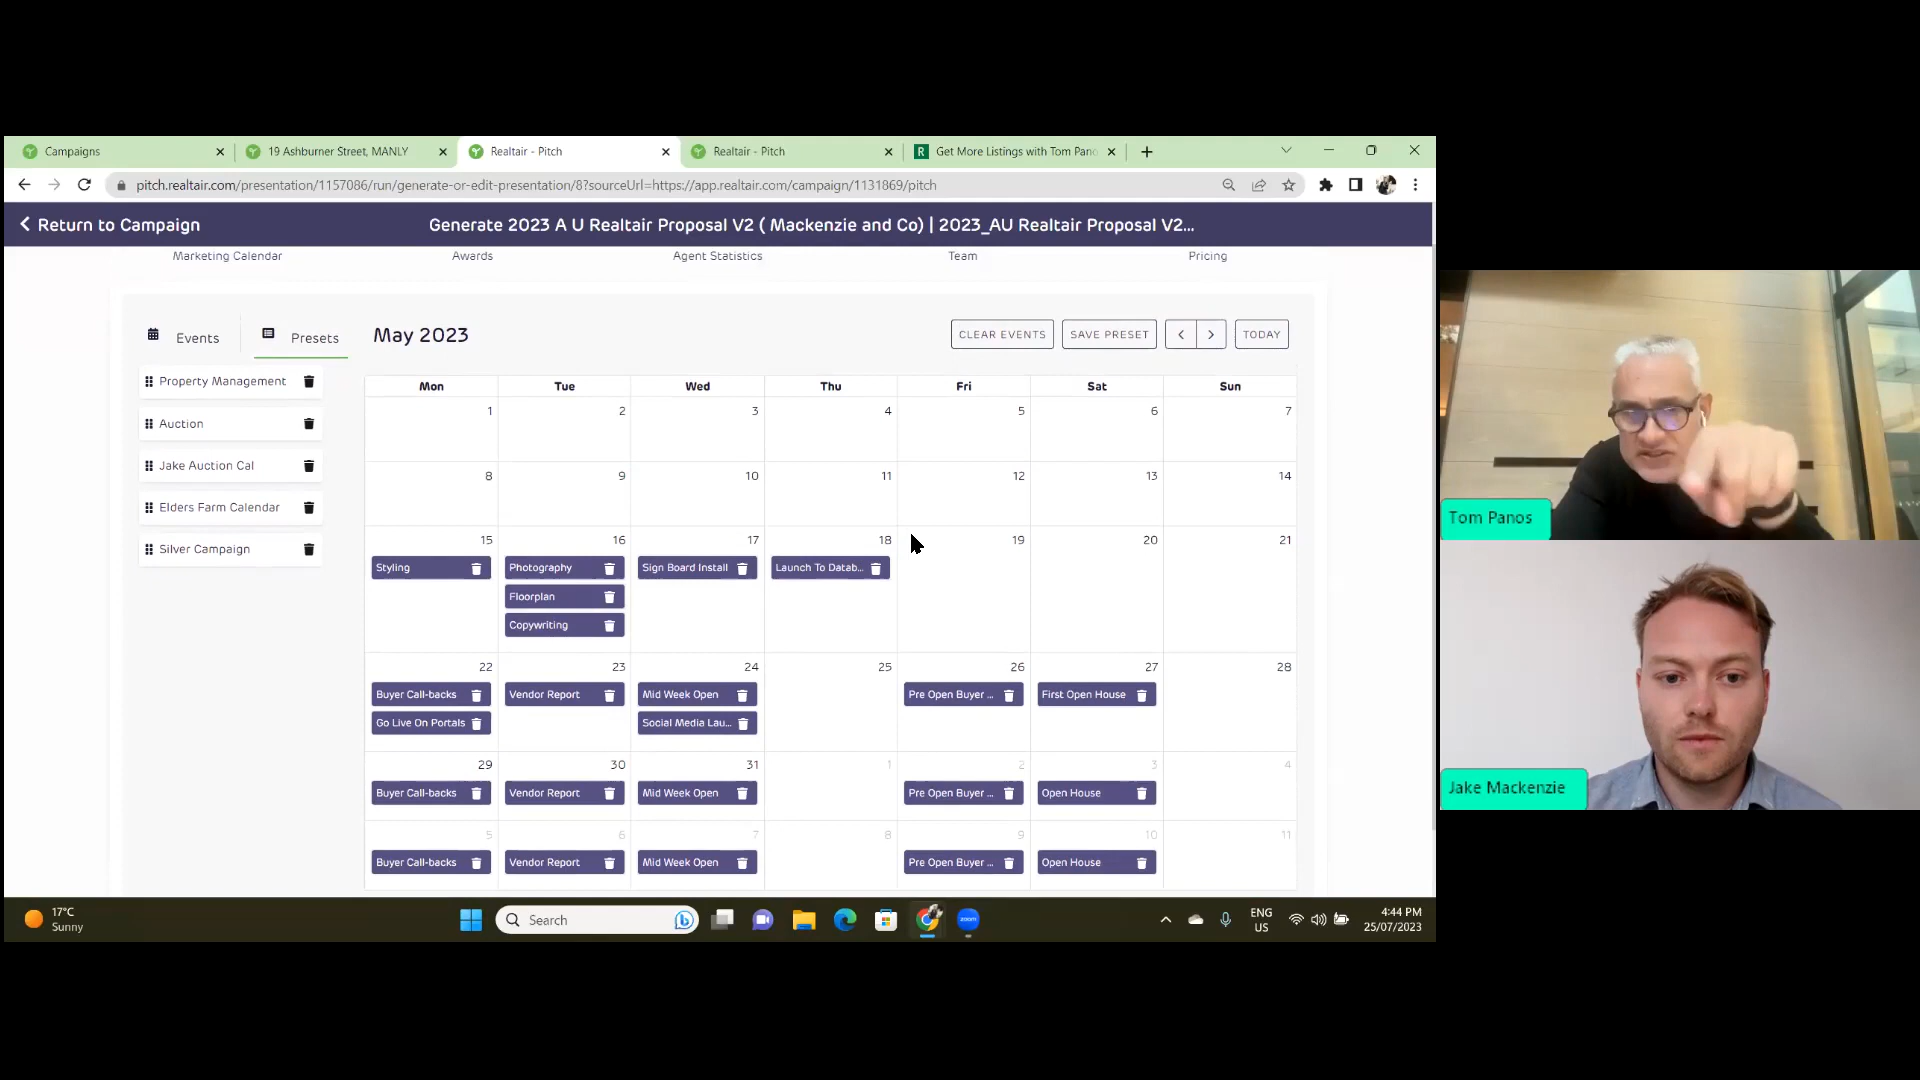 Campaigns
19 Ashburner Street, MANLY
Realtair - Pitch
Realtair - Pitch
Get More Listings with Tom Pano
pitch.realtair.com/presentation/1157086/run/generate-or-edit-presentation/8?sourceUrl=https://app.realtair.com/campaign/1131869/pitch
Return to Campaign
Generate 2023 A U Realtair Proposal V2 ( Mackenzie and Co) | 2023_AU Realtair Proposal V2...
Marketing Calendar Awards Agent Statistics Team Pricing
Events Presets
May 2023
CLEAR EVENTS SAVE PRESET < > TODAY
Property Management
Auction
Jake Auction Cal
Elders Farm Calendar
Silver Campaign
Mon Tue Wed Thu Fri Sat Sun
1 2 3 4 5 6 7
8 9 10 11 12 13 14
15 16 17 18 19 20 21
Styling Photography Sign Board Install Launch To Datab...
Floorplan
Copywriting
22 23 24 25 26 27 28
Buyer Call-backs Vendor Report Mid Week Open Pre Open Buyer ... First Open House
Go Live On Portals Social Media Lau...
29 30 31 1 2 3 4
Buyer Call-backs Vendor Report Mid Week Open Pre Open Buyer ... Open House
5 6 7 8 9 10 11
Buyer Call-backs Vendor Report Mid Week Open Pre Open Buyer ... Open House
17°C
Sunny
Search
zoom
ENG
US
4:44 PM
25/07/2023
Tom Panos
Jake Mackenzie